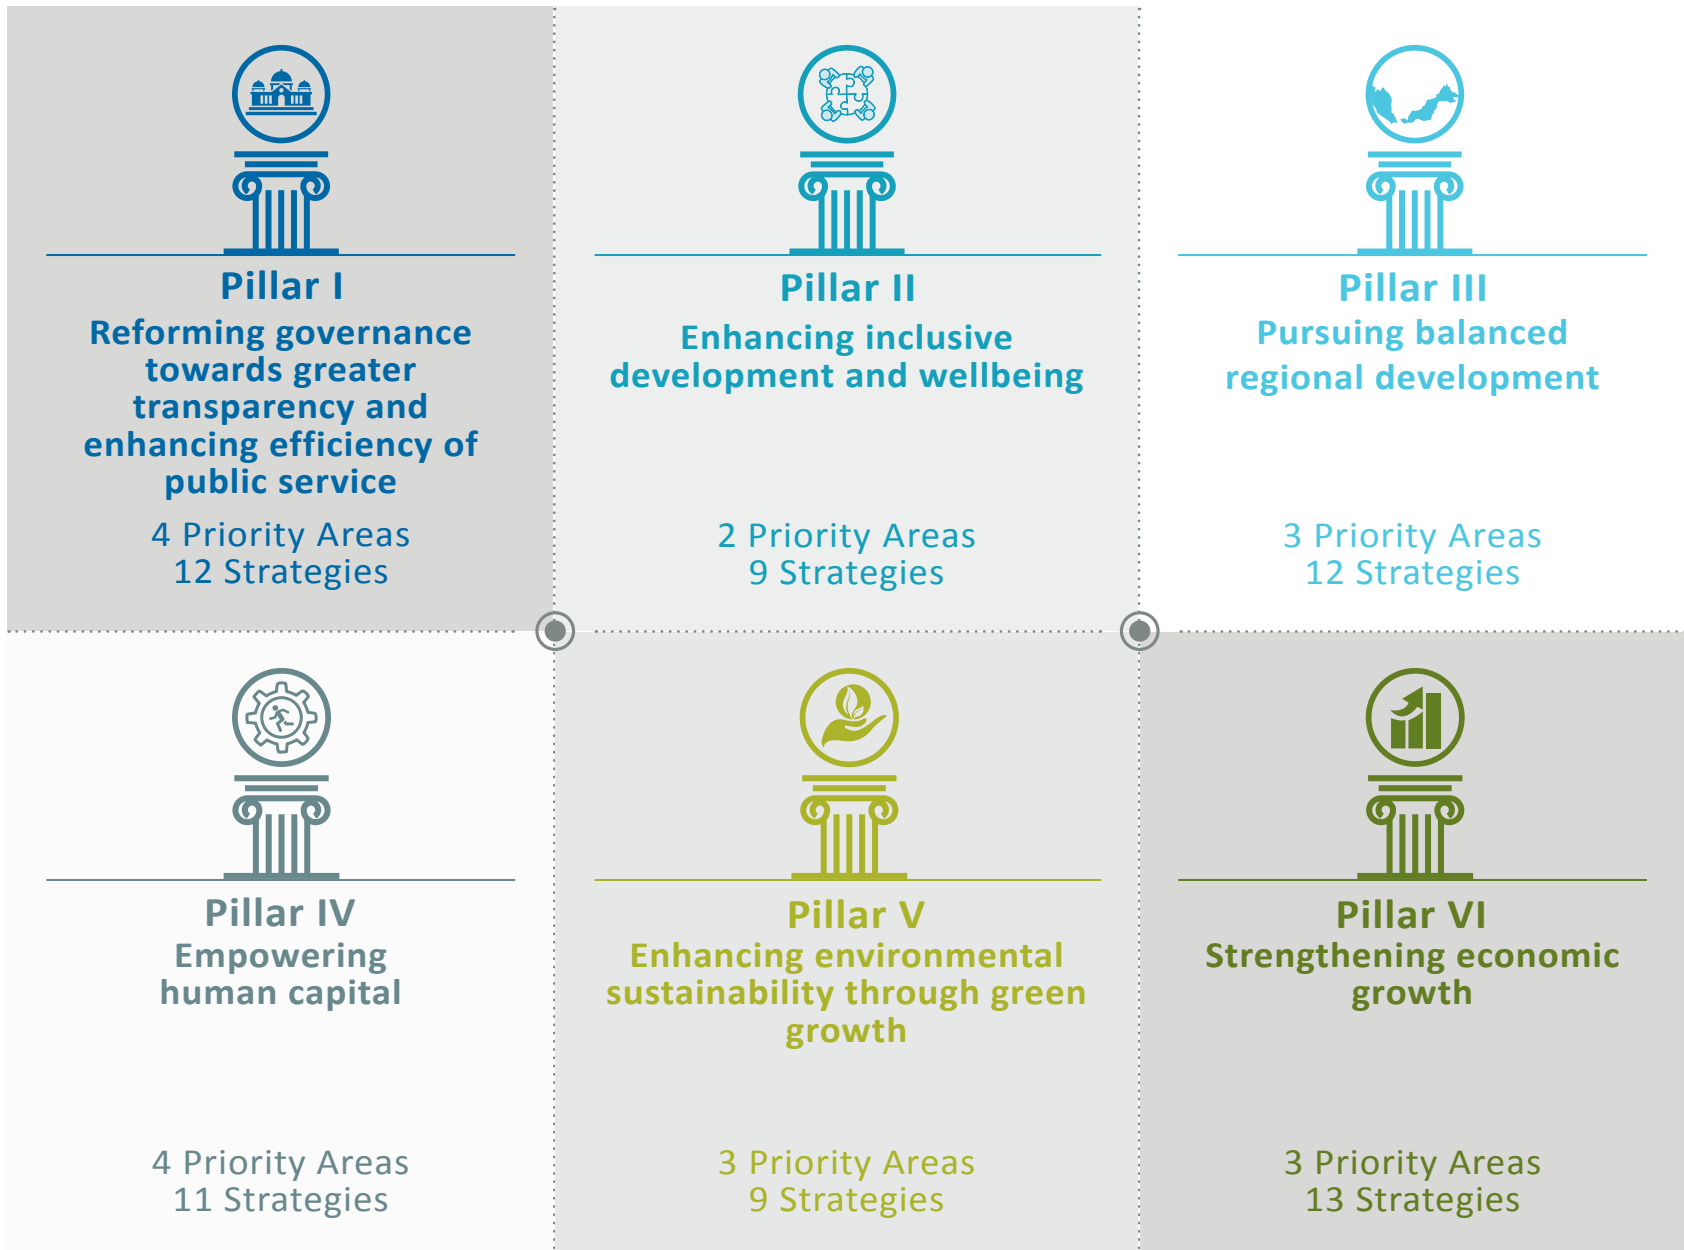 Pillar I
Reforming governance
towards greater
transparency and
enhancing efficiency of
public service
4 Priority Areas
12 Strategies
Pillar II
Enhancing inclusive
development and wellbeing
2 Priority Areas
9 Strategies
Pillar III
Pursuing balanced
regional development
3 Priority Areas
12 Strategies
Pillar IV
Empowering
human capital
4 Priority Areas
11 Strategies
Pillar V
Enhancing environmental
sustainability through green
growth
3 Priority Areas
9 Strategies
Pillar VI
Strengthening economic
growth
3 Priority Areas
13 Strategies